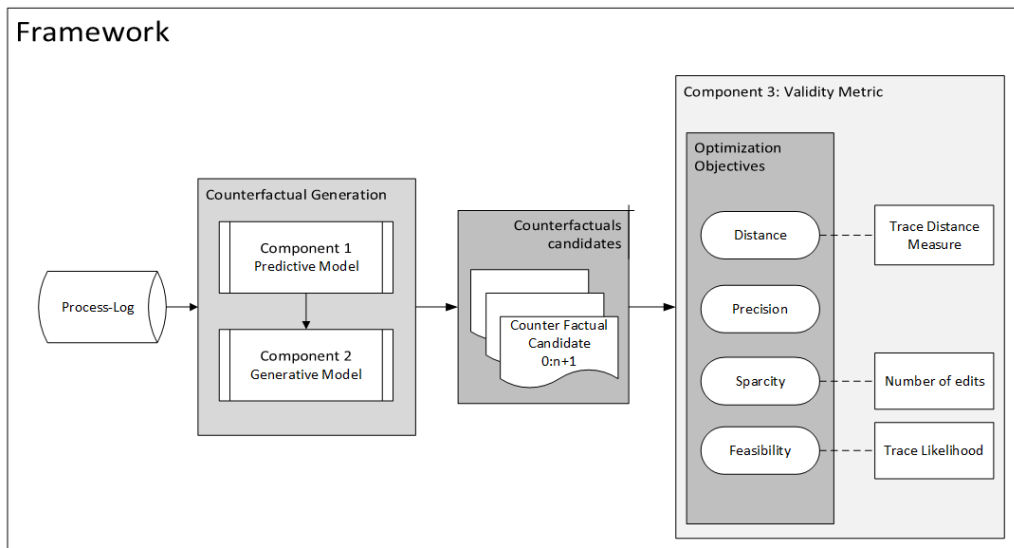 Framework
Component 3: Validity Metric
Optimization
Objectives
Counterfactual Generation
Counterfactuals
candidates
Component 1
Predictive Model
Distance
Trace Distance
Measure
Process-Log
Precision
Counter Factual
Candidate
0:n+1
Component 2
Generative Model
Sparcity
Number of edits
Feasibility
Trace Likelihood